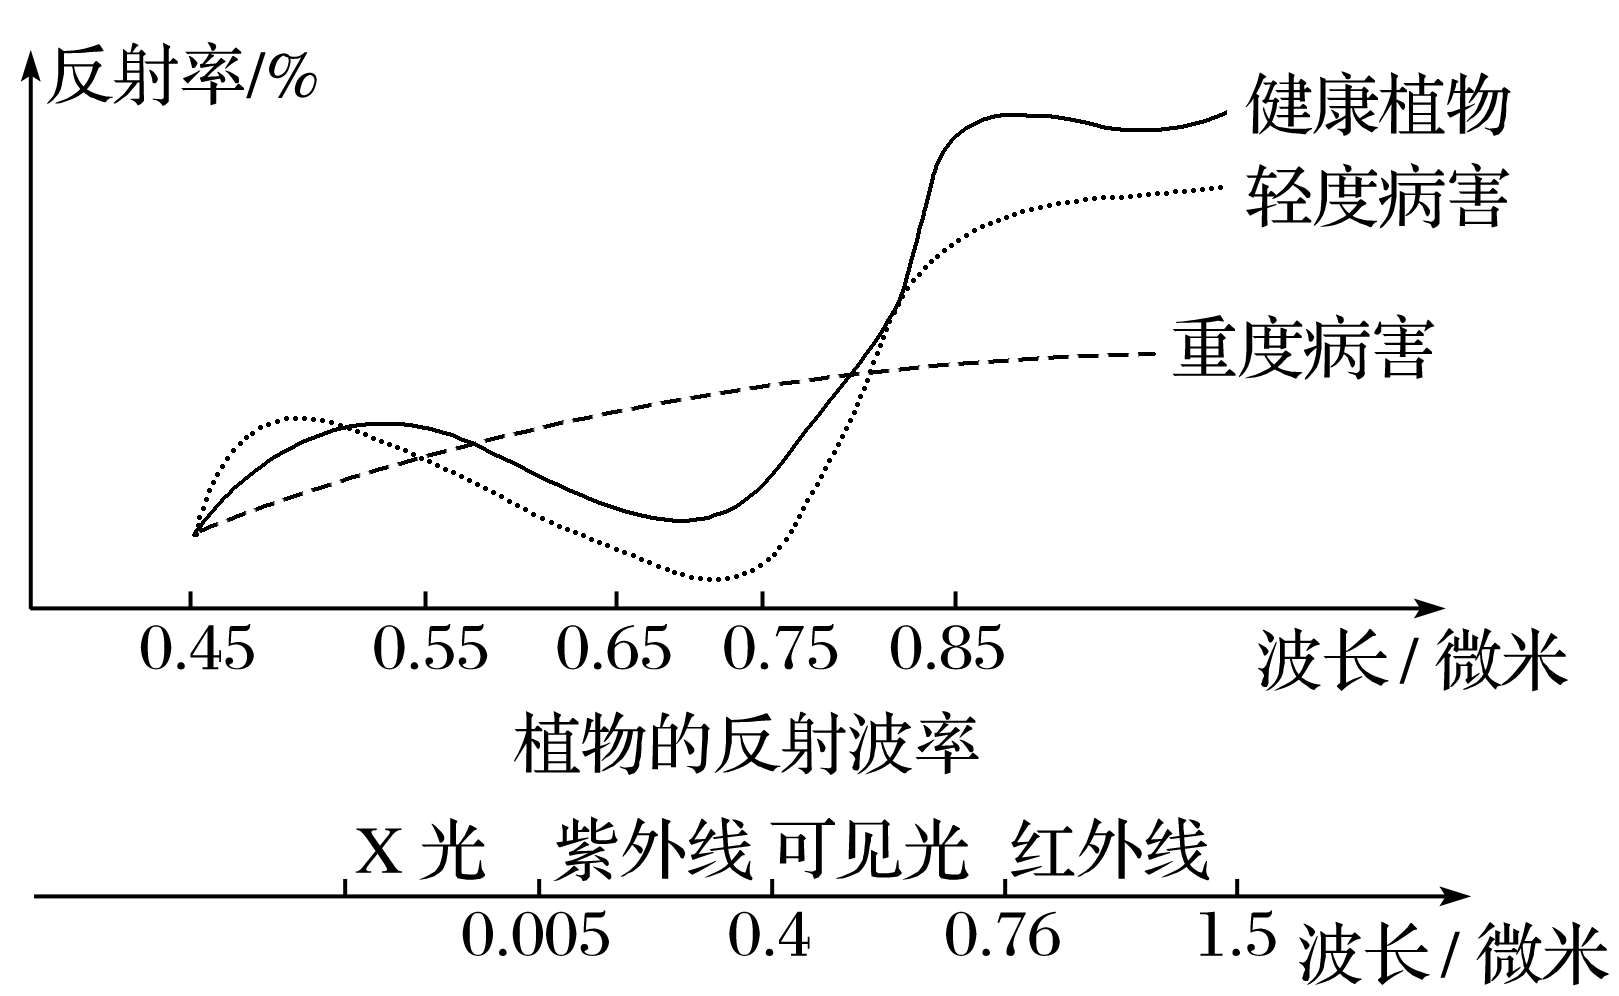 反射率/%
健康植物
轻度病害
重度病害
0.45 0.55 0.65 0.75 0.85
波长/微米
植物的反射波率
X光 紫外线 可见光 红外线
0.005 0.4 0.76 1.5
波长/微米